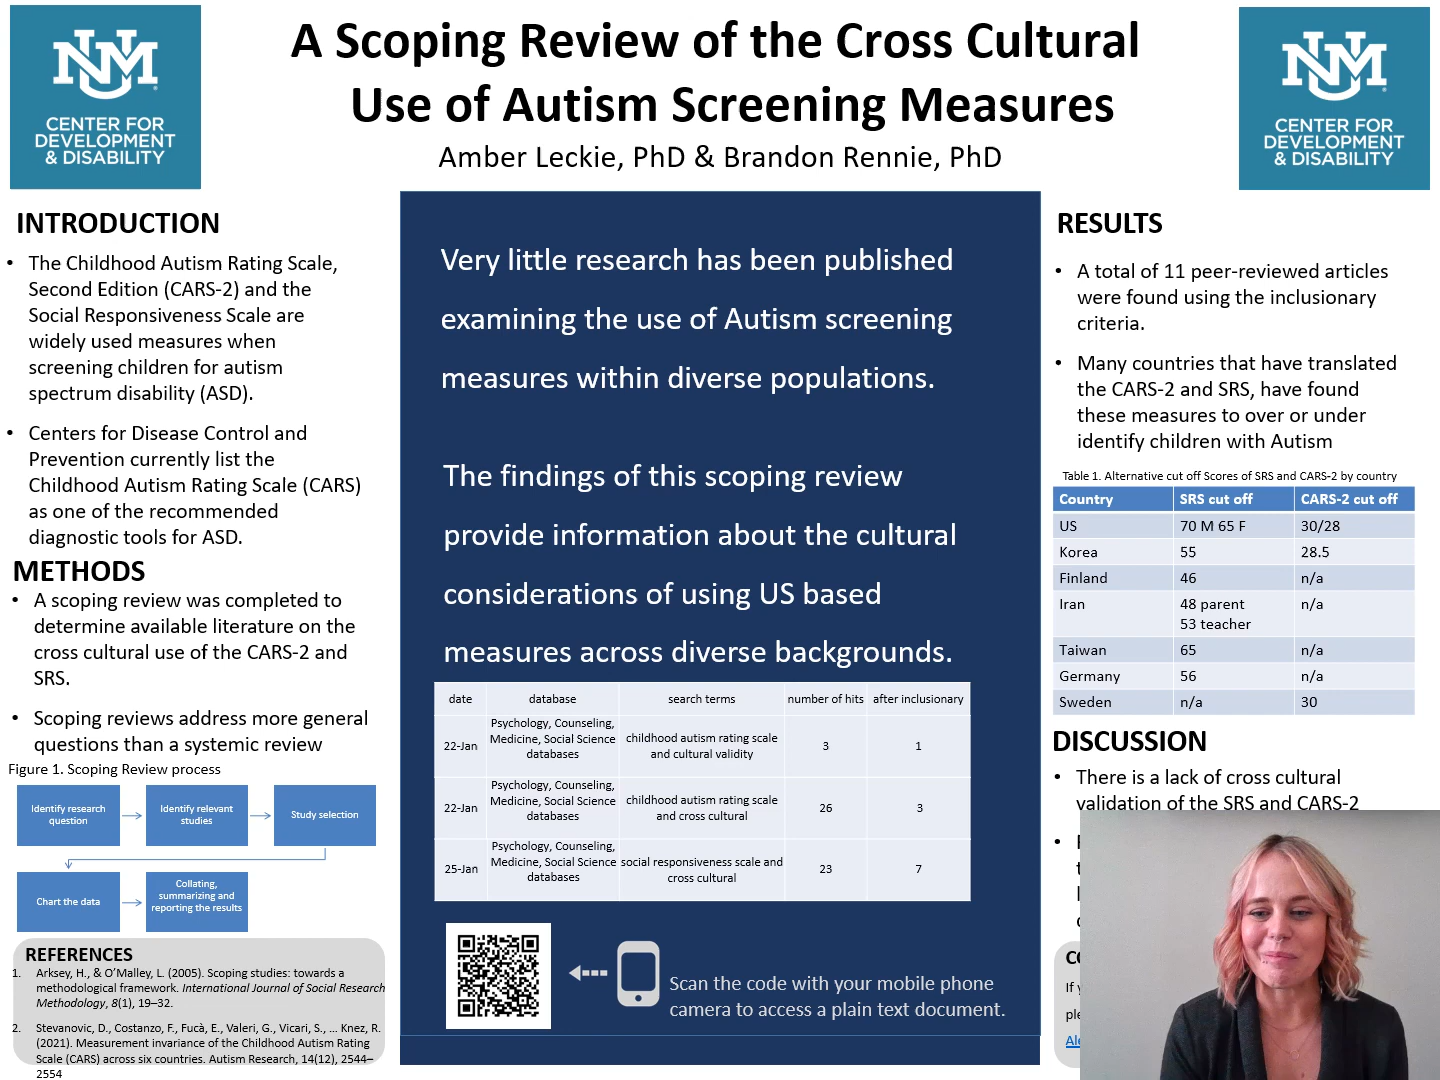 UNM
CENTER FOR
DEVELOPMENT
& DISABILITY
A Scoping Review of the Cross Cultural
Use of Autism Screening Measures
Amber Leckie, PhD & Brandon Rennie, PhD
UNM
CENTER FOR
DEVELOPMENT
& DISABILITY
INTRODUCTION
• The Childhood Autism Rating Scale,
Second Edition (CARS-2) and the
Social Responsiveness Scale are
widely used measures when
screening children for autism
spectrum disability (ASD).
• Centers for Disease Control and
Prevention currently list the
Childhood Autism Rating Scale (CARS)
as one of the recommended
diagnostic tools for ASD.
METHODS
• A scoping review was completed to
determine available literature on the
cross cultural use of the CARS-2 and
SRS.
• Scoping reviews address more general
questions than a systemic review
Figure 1. Scoping Review process
Identify research
question
Identify relevant
studies
Study selection
Chart the data
Collating,
summarizing and
reporting the results
REFERENCES
1. Arksey, H., & O'Malley, L. (2005). Scoping studies: towards a
methodological framework. International Journal of Social Research
Methodology, 8(1), 19–32.
2. Stevanovic, D., Costanzo, F., Fucà, E., Valeri, G., Vicari, S., ... Knez, R.
(2021). Measurement invariance of the Childhood Autism Rating
Scale (CARS) across six countries. Autism Research, 14(12), 2544–
2554
Very little research has been published
examining the use of Autism screening
measures within diverse populations.
The findings of this scoping review
provide information about the cultural
considerations of using US based
measures across diverse backgrounds.
date database search terms number of hits after inclusionary
22-Jan Psychology, Counseling, Medicine, Social Science databases childhood autism rating scale and cultural validity 3 1
22-Jan Psychology, Counseling, Medicine, Social Science databases childhood autism rating scale and cross cultural 26 3
25-Jan Psychology, Counseling, Medicine, Social Science databases social responsiveness scale and cross cultural 23 7
Scan the code with your mobile phone
camera to access a plain text document.
RESULTS
• A total of 11 peer-reviewed articles
were found using the inclusionary
criteria.
• Many countries that have translated
the CARS-2 and SRS, have found
these measures to over or under
identify children with Autism
Table 1. Alternative cut off Scores of SRS and CARS-2 by country
Country SRS cut off CARS-2 cut off
US 70 M 65 F 30/28
Korea 55 28.5
Finland 46 n/a
Iran 48 parent 53 teacher n/a
Taiwan 65 n/a
Germany 56 n/a
Sweden n/a 30
DISCUSSION
• There is a lack of cross cultural
validation of the SRS and CARS-2